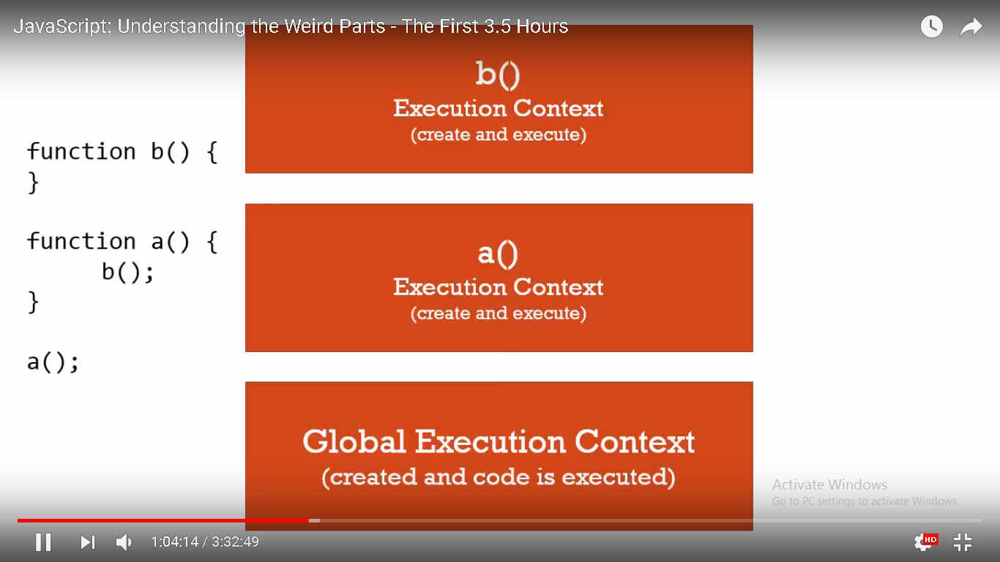 JavaScript: Understanding the Weird Parts - The First 3.5 Hours
function b() {
}
function a() {
b();
}
a();
b()
Execution Context
(create and execute)
a()
Execution Context
(create and execute)
Global Execution Context
(created and code is executed)
Activate Windows
Go to PC settings to activate Windows.
1:04:14 / 3:32:49
HD